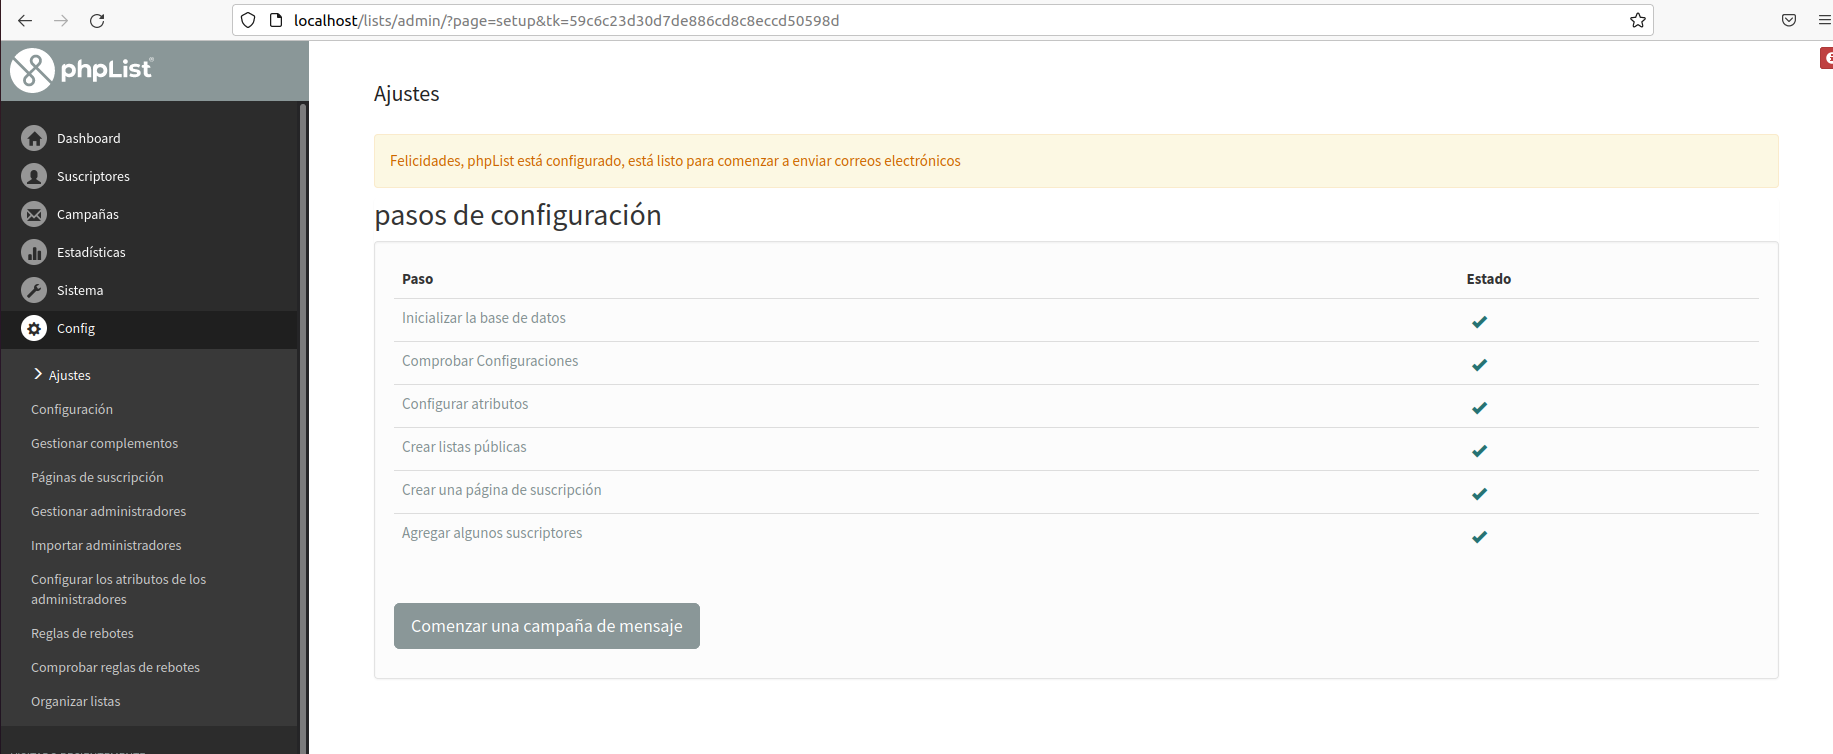 localhost/lists/admin/?page=setup&tk=59c6c23d30d7de886cd8c8eccd50598d
phpList
Dashboard
Suscriptores
Campañas
Estadísticas
Sistema
Config
Ajustes
Configuración
Gestionar complementos
Páginas de suscripción
Gestionar administradores
Importar administradores
Configurar los atributos de los
administradores
Reglas de rebotes
Comprobar reglas de rebotes
Organizar listas
Ajustes
Felicidades, phpList está configurado, está listo para comenzar a enviar correos electrónicos
pasos de configuración
Paso Estado
Inicializar la base de datos
Comprobar Configuraciones
Configurar atributos
Crear listas públicas
Crear una página de suscripción
Agregar algunos suscriptores
Comenzar una campaña de mensaje